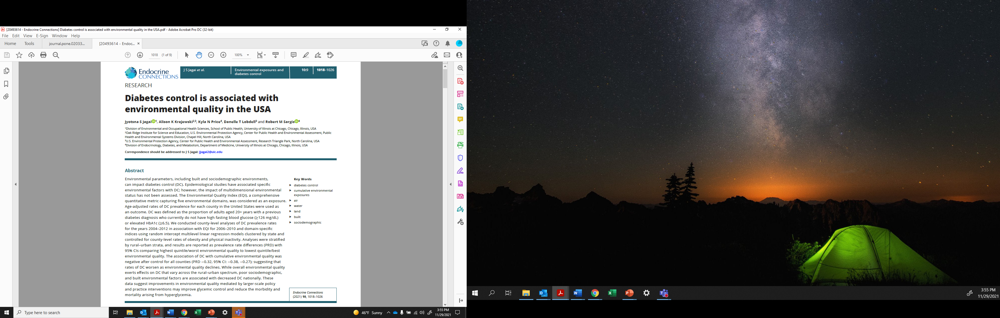 [20493614 - Endocrine Connections] Diabetes control is associated with environmental quality in the USA.pdf - Adobe Acrobat Pro DC (32-bit)
File Edit View E-Sign Window Help
Home Tools journal.pone.02033... [20493614 - Endoc... ×
1018 (1 of 9) 100%
Endocrine
CONNECTIONS
J S Jagai et al.
Environmental exposures and
diabetes control
10:9
1018–1026
RESEARCH
Diabetes control is associated with
environmental quality in the USA
Jyotsna S Jagai1, Alison K Krajewski2,3, Kyla N Price4, Danelle T Lobdell3 and Robert M Sargis4
1Division of Environmental and Occupational Health Sciences, School of Public Health, University of Illinois at Chicago, Chicago, Illinois, USA
2Oak Ridge Institute for Science and Education, U.S. Environmental Protection Agency, Center for Public Health and Environmental Assessment, Public
Health and Environmental Systems Division, Chapel Hill, North Carolina, USA
3U.S. Environmental Protection Agency, Center for Public Health and Environmental Assessment, Research Triangle Park, North Carolina, USA
4Division of Endocrinology, Diabetes, and Metabolism, Department of Medicine, University of Illinois at Chicago, Chicago, Illinois, USA
Correspondence should be addressed to J S Jagai: jjagai2@uic.edu
Abstract
Environmental parameters, including built and sociodemographic environments,
can impact diabetes control (DC). Epidemiological studies have associated specific
environmental factors with DC; however, the impact of multidimensional environmental
status has not been assessed. The Environmental Quality Index (EQI), a comprehensive
quantitative metric capturing five environmental domains, was considered as an exposure.
Age-adjusted rates of DC prevalence for each county in the United States were used as
an outcome. DC was defined as the proportion of adults aged 20+ years with a previous
diabetes diagnosis who currently do not have high fasting blood glucose (≥126 mg/dL)
or elevated HbA1c (≥6.5). We conducted county-level analyses of DC prevalence rates
for the years 2004–2012 in association with EQI for 2006–2010 and domain-specific
indices using random intercept multilevel linear regression models clustered by state and
controlled for county-level rates of obesity and physical inactivity. Analyses were stratified
by rural–urban strata, and results are reported as prevalence rate differences (PRD) with
95% CIs comparing highest quintile/worst environmental quality to lowest quintile/best
environmental quality. The association of DC with cumulative environmental quality was
negative after control for all counties (PRD −0.32, 95% CI: −0.38, −0.27); suggesting that
rates of DC worsen as environmental quality declines. While overall environmental quality
exerts effects on DC that vary across the rural–urban spectrum, poor sociodemographic,
and built environmental factors are associated with decreased DC nationally. These
data suggest improvements in environmental quality mediated by larger-scale policy
and practice interventions may improve glycemic control and reduce the morbidity and
mortality arising from hyperglycemia.
Key Words
diabetes control
cumulative environmental
exposures
air
water
land
built
sociodemographic
Endocrine Connections
(2021) 10, 1018–1026
Type here to search
46°F Sunny
3:55 PM
11/29/2021
3:55 PM
11/29/2021